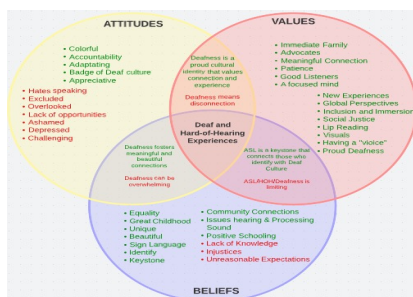 ATTITUDES
VALUES
• Colorful
• Accountability
• Adaptating
• Badge of Deaf culture
• Appreciative
• Hates speaking
• Excluded
• Overlooked
• Lack of opportunities
• Ashamed
• Depressed
• Challenging
Deafness is a
proud cultural
identity that values
connection and
experience
Deafness means
disconnection
• Immediate Family
• Advocates
• Meaningful Connection
• Patience
• Good Listeners
• A focused mind
• New Experiences
• Global Perspectives
• Inclusion and Immersion
• Social Justice
• Lip Reading
• Visuals
• Having a "voice"
• Proud Deafness
Deaf and
Hard-of-Hearing
Experiences
Deafness fosters
meaningful and
beautiful
connections
Deafness can be
overwhelming
ASL is a keystone that
connects those who
identify with Deaf
Culture
ASL/HOH/Deafness is
limiting
• Equality
• Great Childhood
• Unique
• Beautiful
• Sign Language
• Identify
• Keystone
• Community Connections
• Issues hearing & Processing
Sound
• Positive Schooling
• Lack of Knowledge
• Injustices
• Unreasonable Expectations
BELIEFS